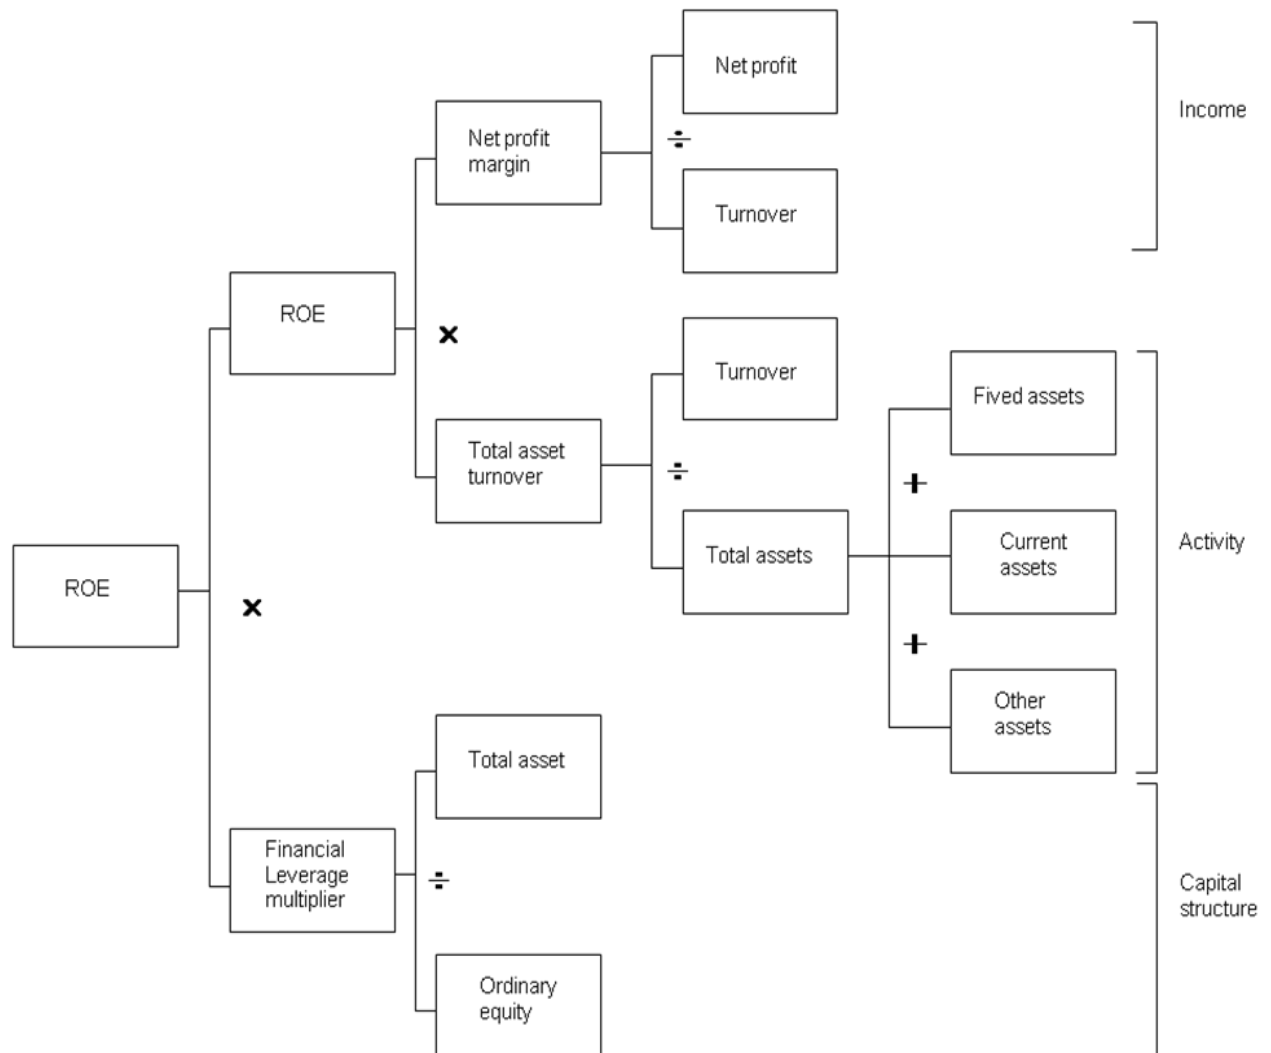 Net profit
Income
Net profit
margin
÷
Turnover
ROE
×
Turnover
Fived assets
Total asset
turnover
÷
+
Total assets
Current
assets
Activity
ROE
×
+
Other
assets
Total asset
Financial
Leverage
multiplier
÷
Capital
structure
Ordinary
equity